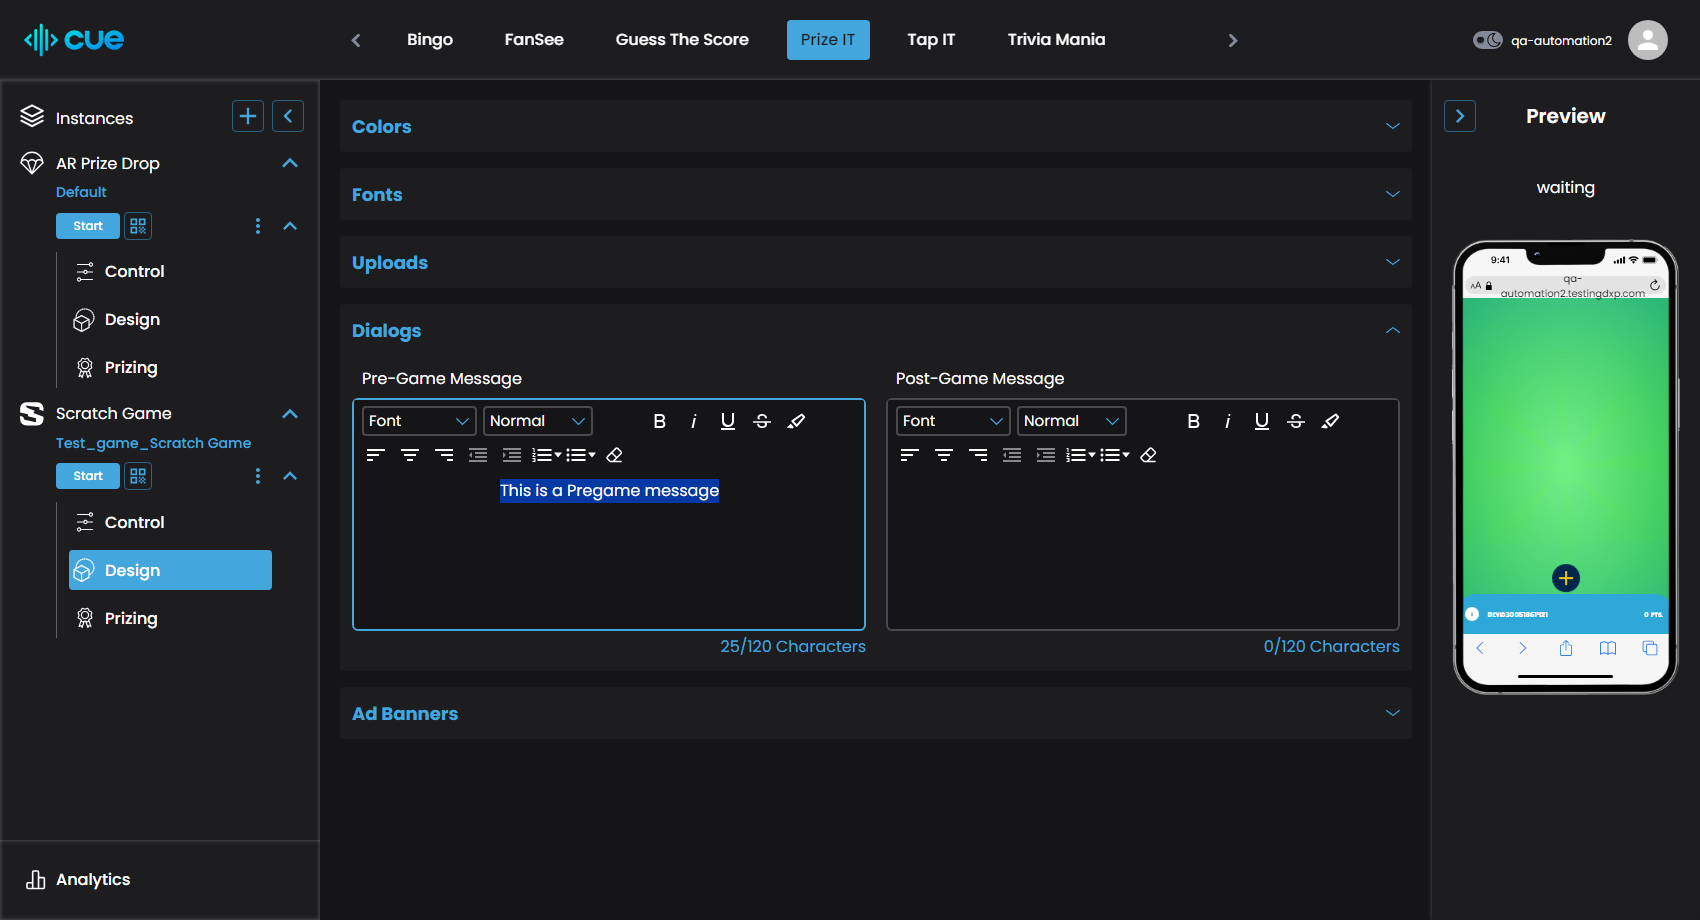 cue
Bingo
FanSee
Guess The Score
Prize IT
Tap IT
Trivia Mania
qa-automation2
Instances
AR Prize Drop
Default
Start
Control
Design
Prizing
Scratch Game
Test_game_Scratch Game
Start
Control
Design
Prizing
Analytics
Colors
Fonts
Uploads
Dialogs
Pre-Game Message
Font
Normal
B i U S
This is a Pregame message
25/120 Characters
Post-Game Message
Font
Normal
B i U S
0/120 Characters
Ad Banners
Preview
waiting
9:41
AA
qa-
automation2.testingdxp.com
0 PTS.